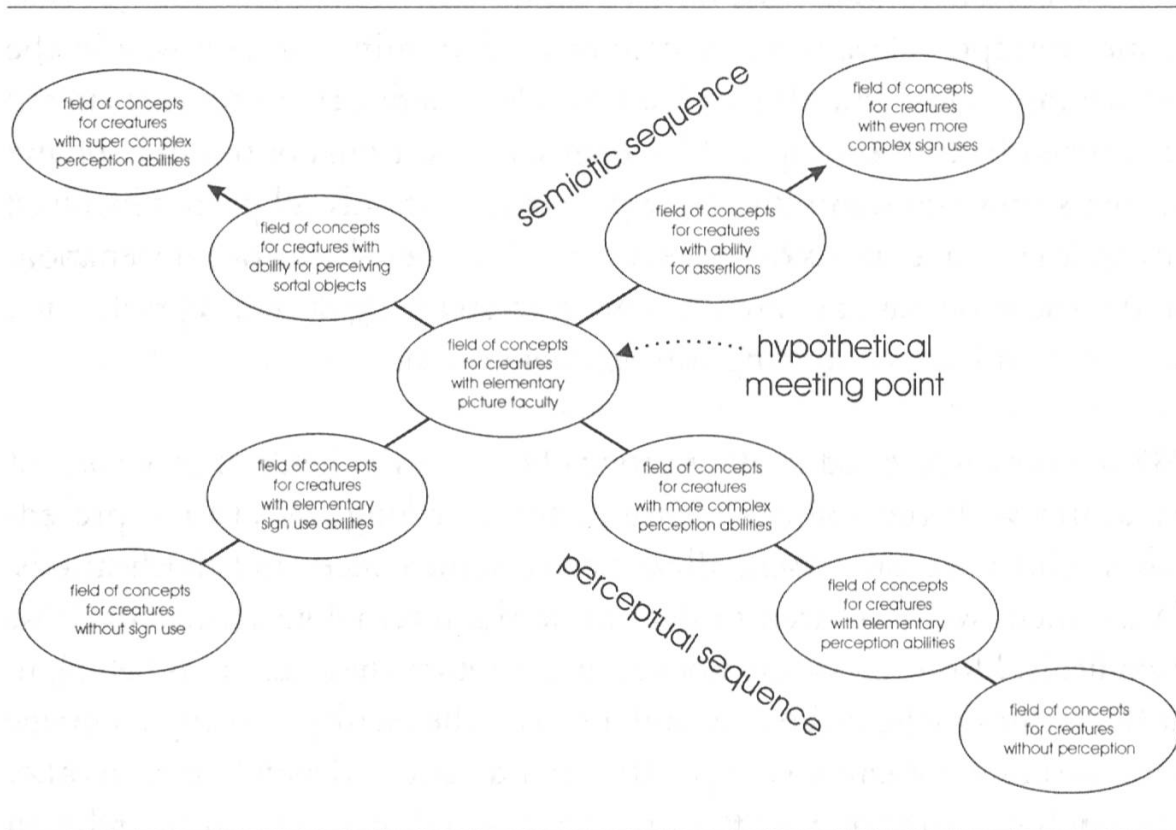 field of concepts
for creatures
with super complex
perception abilities
semiotic sequence
field of concepts
for creatures
with even more
complex sign uses
field of concepts
for creatures with
ability for perceiving
sortal objects
field of concepts
for creatures
with ability
for assertions
field of concepts
for creatures
with elementary
picture faculty
hypothetical
meeting point
field of concepts
for creatures
with elementary
sign use abilities
field of concepts
for creatures
with more complex
perception abilities
field of concepts
for creatures
without sign use
perceptual sequence
field of concepts
for creatures
with elementary
perception abilities
field of concepts
for creatures
without perception